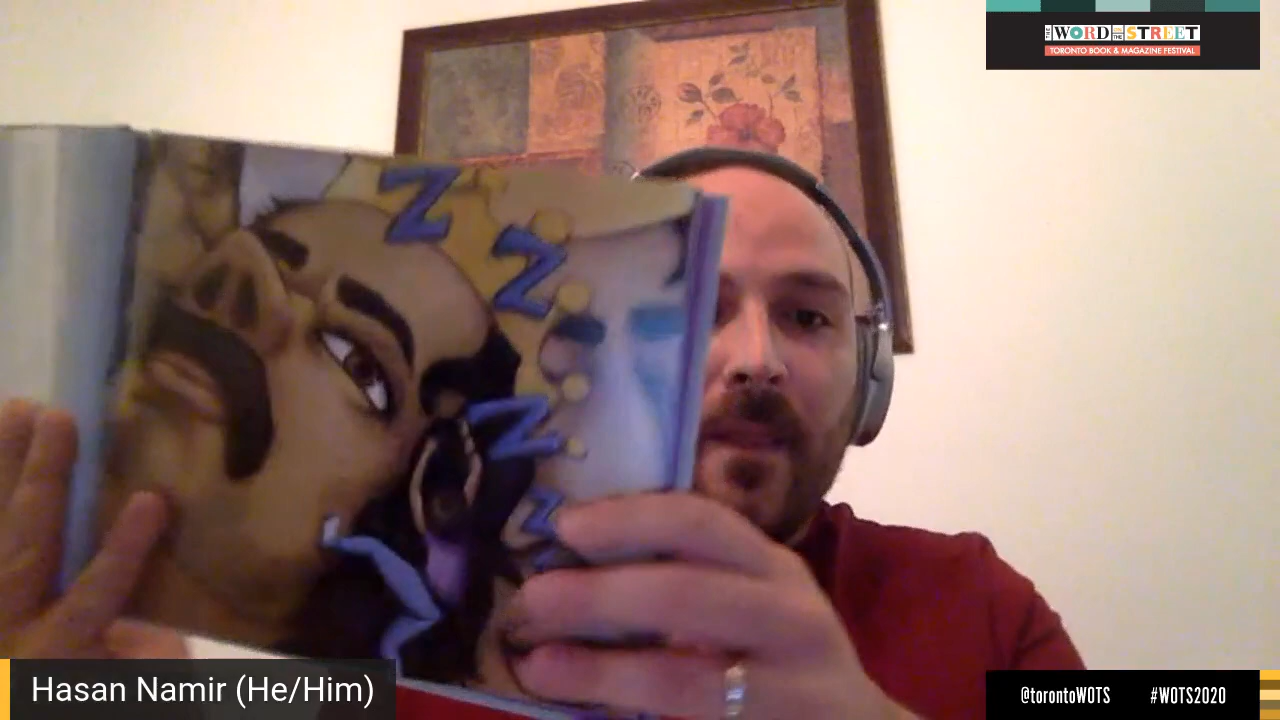 THE WORD ON THE STREET
TORONTO BOOK & MAGAZINE FESTIVAL
Z
Z
Z
Z
Hasan Namir (He/Him)
@torontoWOTS #WOTS2020